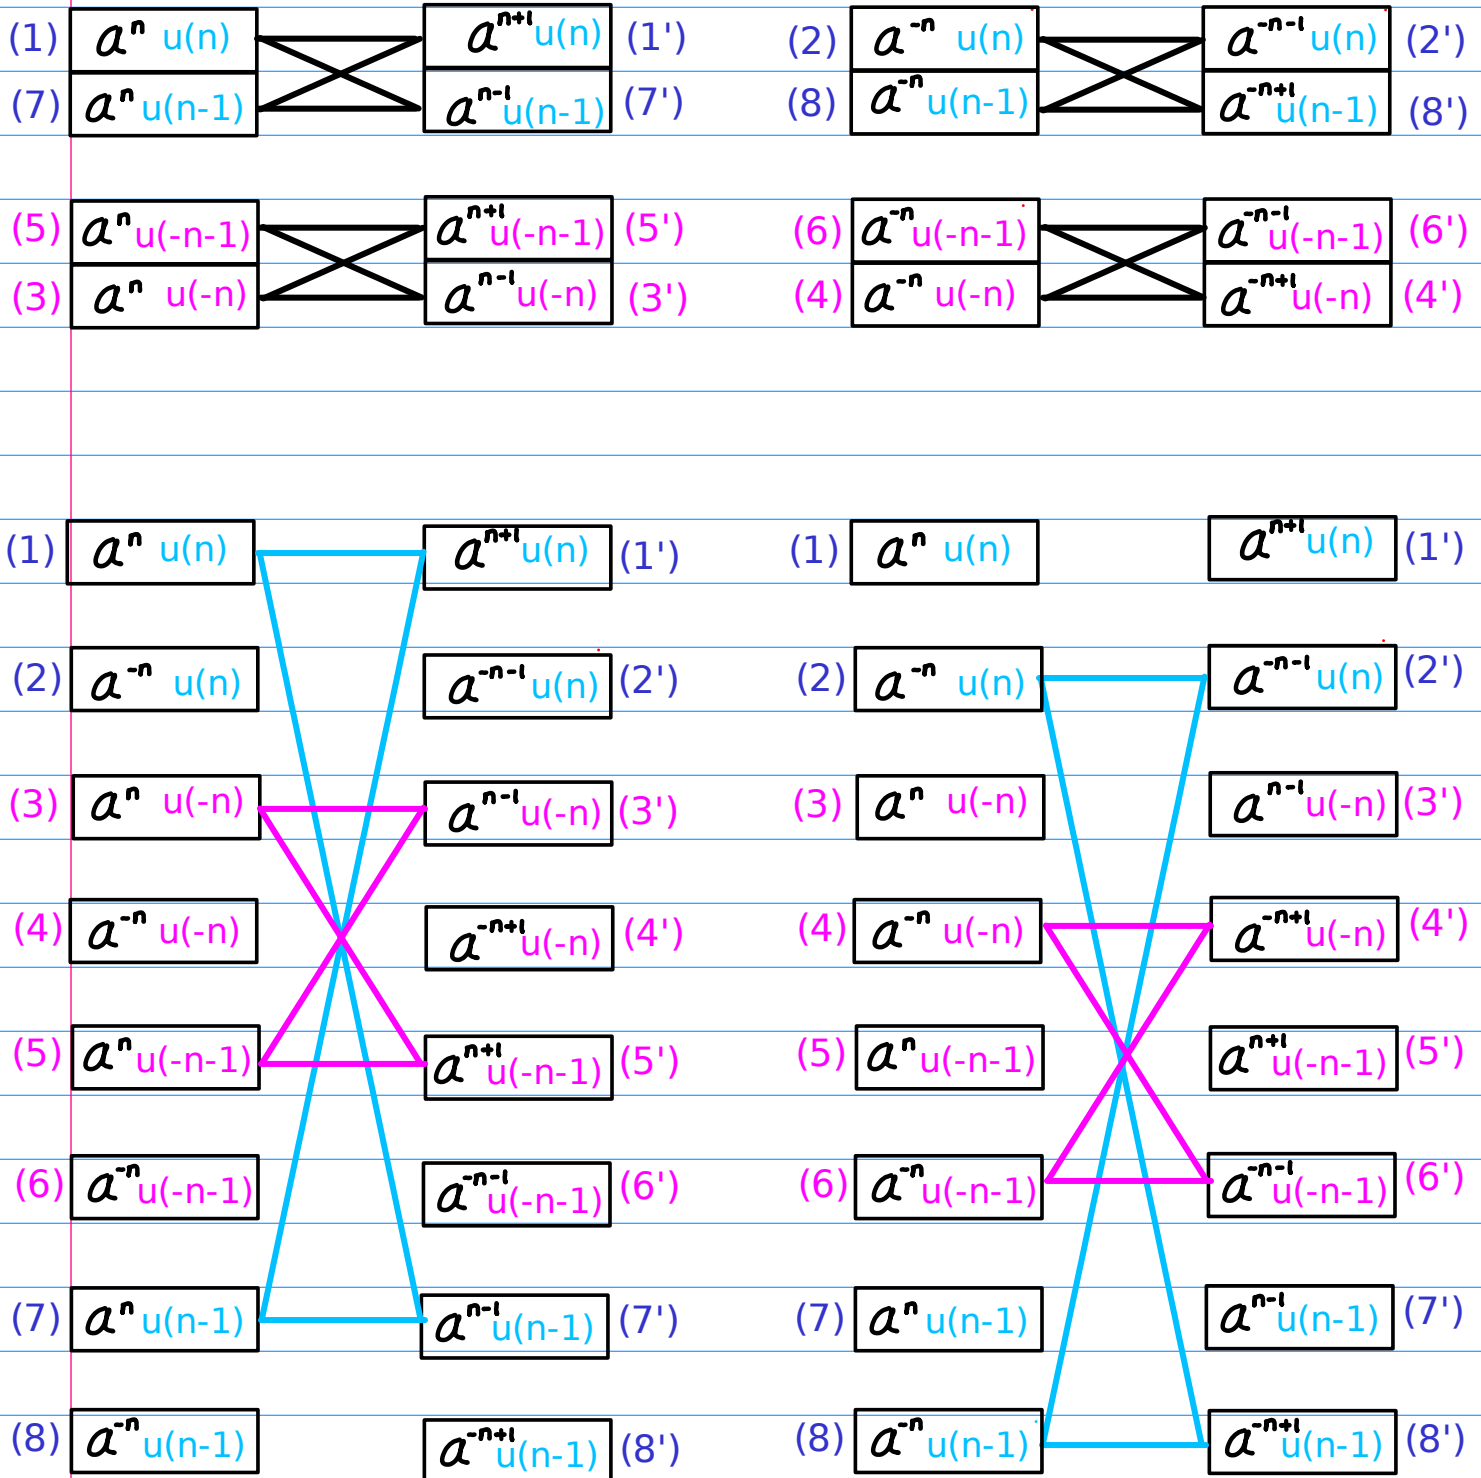 (1) aⁿ u(n) aⁿ⁺¹ u(n) (1') (2) a⁻ⁿ u(n) a⁻ⁿ⁻¹ u(n) (2')
(7) aⁿ u(n-1) aⁿ⁻¹ u(n-1) (7') (8) a⁻ⁿ u(n-1) a⁻ⁿ⁺¹ u(n-1) (8')
(5) aⁿ u(-n-1) aⁿ⁺¹ u(-n-1) (5') (6) a⁻ⁿ u(-n-1) a⁻ⁿ⁻¹ u(-n-1) (6')
(3) aⁿ u(-n) aⁿ⁻¹ u(-n) (3') (4) a⁻ⁿ u(-n) a⁻ⁿ⁺¹ u(-n) (4')
(1) aⁿ u(n) aⁿ⁺¹ u(n) (1') (1) aⁿ u(n) aⁿ⁺¹ u(n) (1')
(2) a⁻ⁿ u(n) a⁻ⁿ⁻¹ u(n) (2') (2) a⁻ⁿ u(n) a⁻ⁿ⁻¹ u(n) (2')
(3) aⁿ u(-n) aⁿ⁻¹ u(-n) (3') (3) aⁿ u(-n) aⁿ⁻¹ u(-n) (3')
(4) a⁻ⁿ u(-n) a⁻ⁿ⁺¹ u(-n) (4') (4) a⁻ⁿ u(-n) a⁻ⁿ⁺¹ u(-n) (4')
(5) aⁿ u(-n-1) aⁿ⁺¹ u(-n-1) (5') (5) aⁿ u(-n-1) aⁿ⁺¹ u(-n-1) (5')
(6) a⁻ⁿ u(-n-1) a⁻ⁿ⁻¹ u(-n-1) (6') (6) a⁻ⁿ u(-n-1) a⁻ⁿ⁻¹ u(-n-1) (6')
(7) aⁿ u(n-1) aⁿ⁻¹ u(n-1) (7') (7) aⁿ u(n-1) aⁿ⁻¹ u(n-1) (7')
(8) a⁻ⁿ u(n-1) a⁻ⁿ⁺¹ u(n-1) (8') (8) a⁻ⁿ u(n-1) a⁻ⁿ⁺¹ u(n-1) (8')